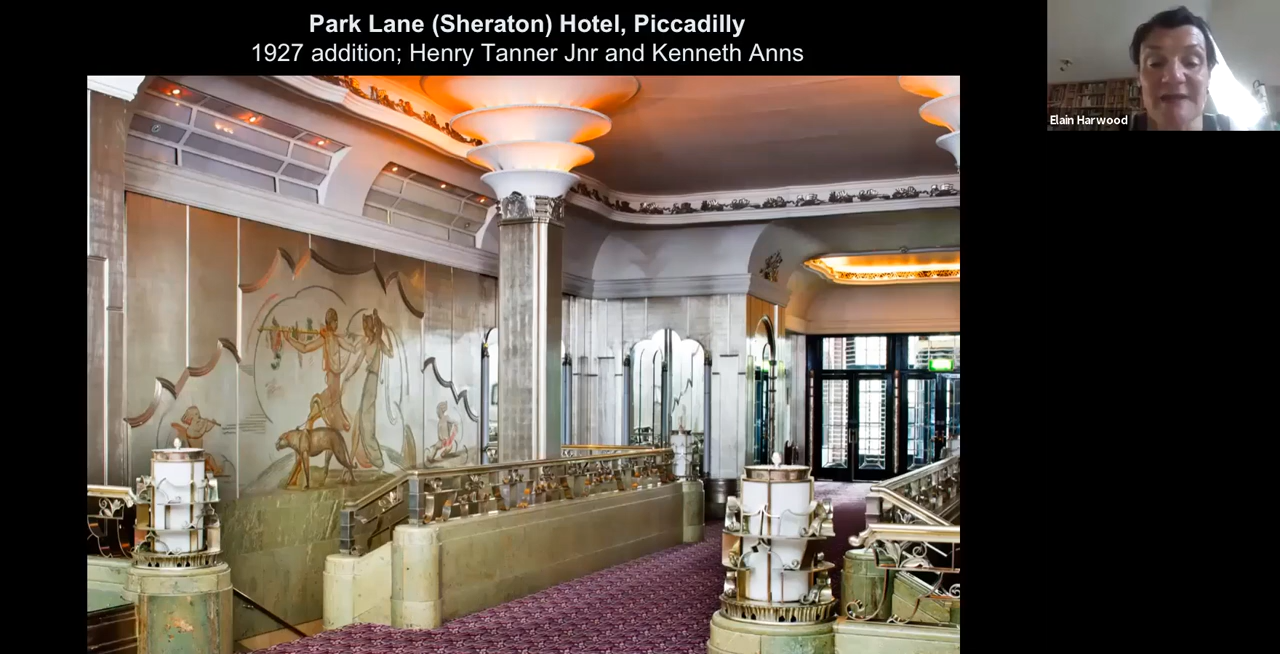 Park Lane (Sheraton) Hotel, Piccadilly
1927 addition; Henry Tanner Jnr and Kenneth Anns
Elain Harwood